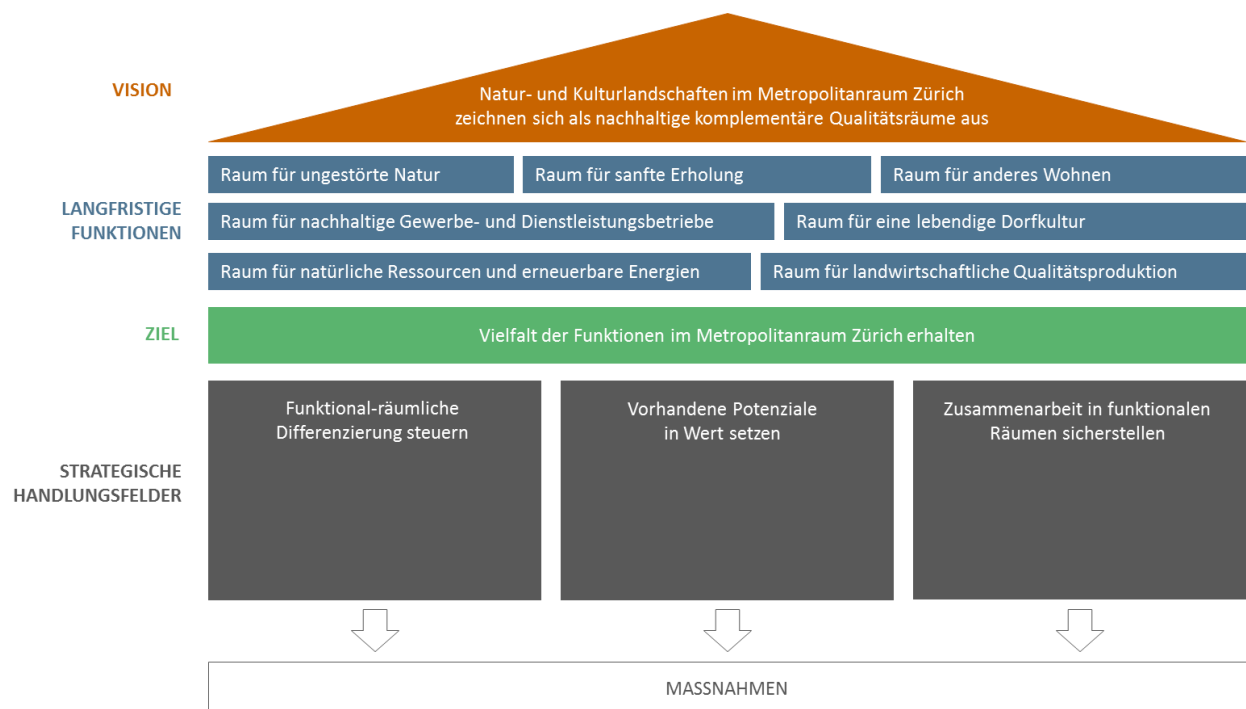 VISION
Natur- und Kulturlandschaften im Metropolitanraum Zürich
zeichnen sich als nachhaltige komplementäre Qualitätsräume aus
LANGFRISTIGE
FUNKTIONEN
Raum für ungestörte Natur
Raum für sanfte Erholung
Raum für anderes Wohnen
Raum für nachhaltige Gewerbe- und Dienstleistungsbetriebe
Raum für eine lebendige Dorfkultur
Raum für natürliche Ressourcen und erneuerbare Energien
Raum für landwirtschaftliche Qualitätsproduktion
ZIEL
Vielfalt der Funktionen im Metropolitanraum Zürich erhalten
STRATEGISCHE
HANDLUNGSFELDER
Funktional-räumliche
Differenzierung steuern
Vorhandene Potenziale
in Wert setzen
Zusammenarbeit in funktionalen
Räumen sicherstellen
MASSNAHMEN